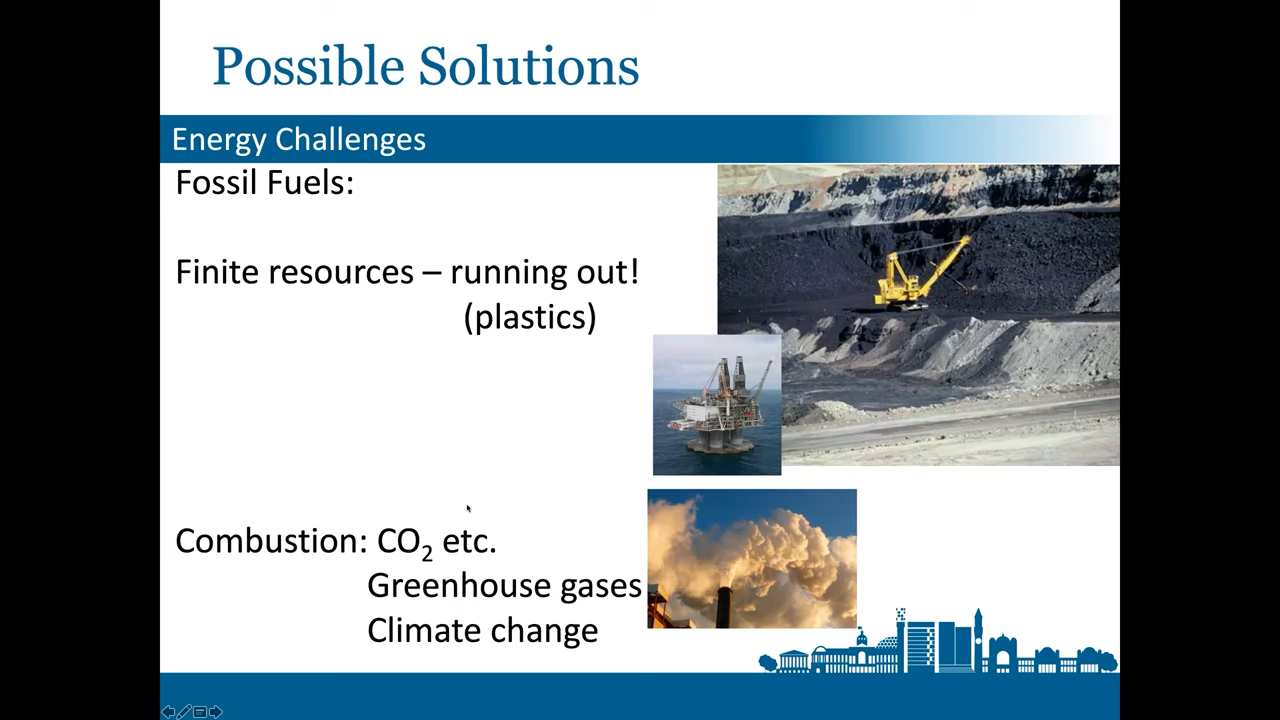 Possible Solutions
Energy Challenges
Fossil Fuels:
Finite resources – running out!
(plastics)
Combustion: CO₂ etc.
Greenhouse gases
Climate change